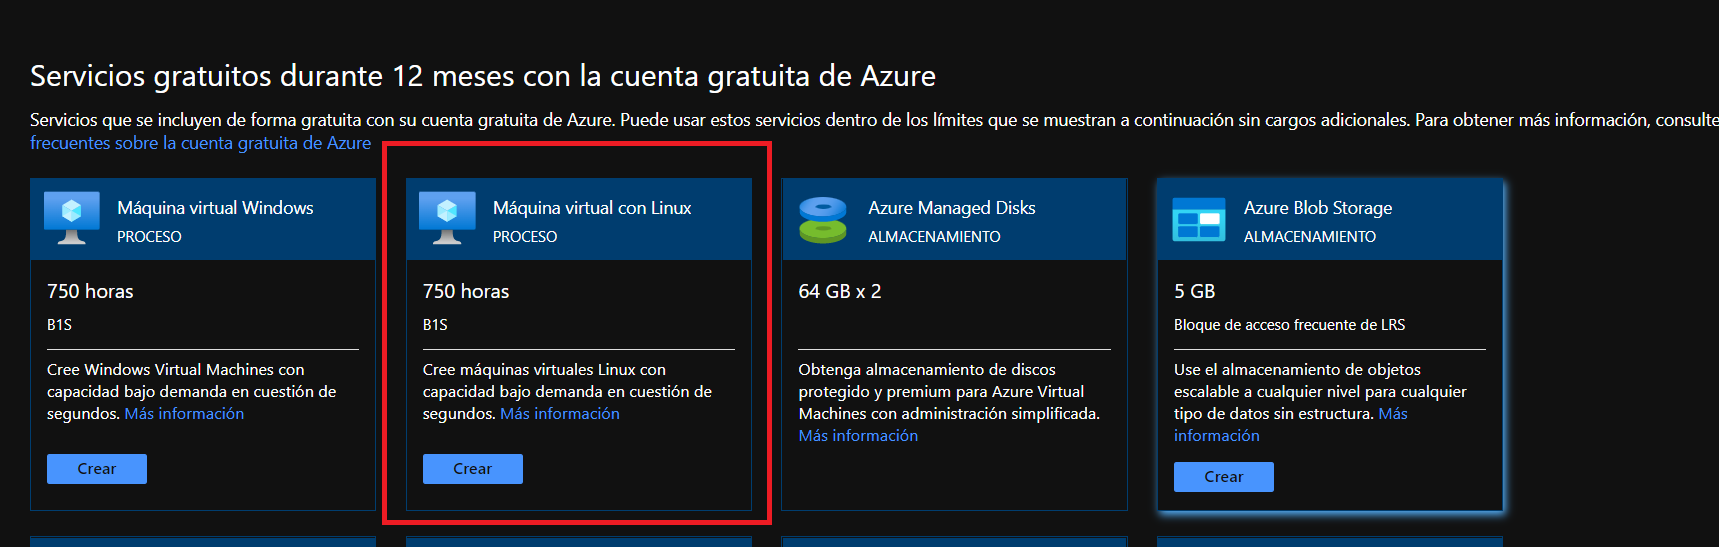 Servicios gratuitos durante 12 meses con la cuenta gratuita de Azure
Servicios que se incluyen de forma gratuita con su cuenta gratuita de Azure. Puede usar estos servicios dentro de los límites que se muestran a continuación sin cargos adicionales. Para obtener más información, consulte
frecuentes sobre la cuenta gratuita de Azure
Máquina virtual Windows
PROCESO
750 horas
B1S
Cree Windows Virtual Machines con
capacidad bajo demanda en cuestión de
segundos. Más información
Crear
Máquina virtual con Linux
PROCESO
750 horas
B1S
Cree máquinas virtuales Linux con
capacidad bajo demanda en cuestión de
segundos. Más información
Crear
Azure Managed Disks
ALMACENAMIENTO
64 GB x 2
Obtenga almacenamiento de discos
protegido y premium para Azure Virtual
Machines con administración simplificada.
Más información
Azure Blob Storage
ALMACENAMIENTO
5 GB
Bloque de acceso frecuente de LRS
Use el almacenamiento de objetos
escalable a cualquier nivel para cualquier
tipo de datos sin estructura. Más
información
Crear